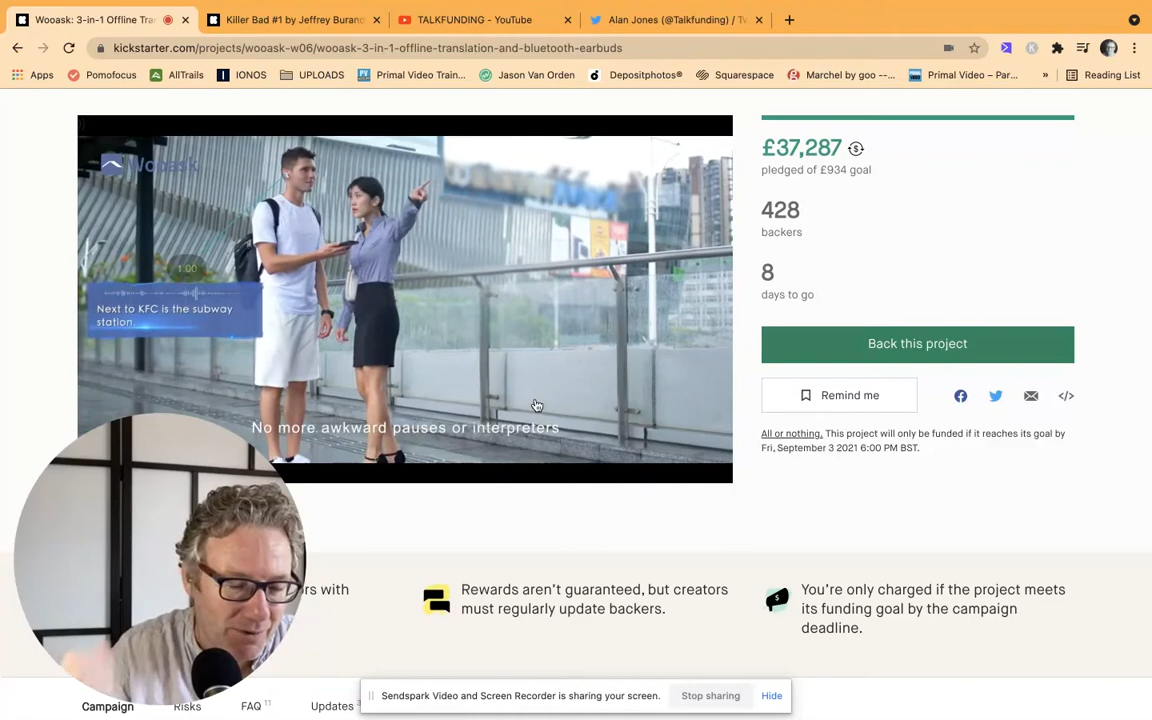 Wooask: 3-in-1 Offline Tra
Killer Bad #1 by Jeffrey Buran
TALKFUNDING - YouTube
Alan Jones (@Talkfunding) / Tw
kickstarter.com/projects/wooask-w06/wooask-3-in-1-offline-translation-and-bluetooth-earbuds
Apps
Pomofocus
AllTrails
IONOS
UPLOADS
Primal Video Train...
Jason Van Orden
Depositphotos®
Squarespace
Marchel by goo --...
Primal Video – Par...
»
Reading List
Wooask
1:00
Next to KFC is the subway
station.
No more awkward pauses or interpreters
£37,287
pledged of £934 goal
428
backers
8
days to go
Back this project
Remind me
All or nothing. This project will only be funded if it reaches its goal by
Fri, September 3 2021 6:00 PM BST.
rs with
Rewards aren't guaranteed, but creators
must regularly update backers.
You're only charged if the project meets
its funding goal by the campaign
deadline.
Sendspark Video and Screen Recorder is sharing your screen.
Stop sharing
Hide
Campaign
Risks
FAQ 11
Updates